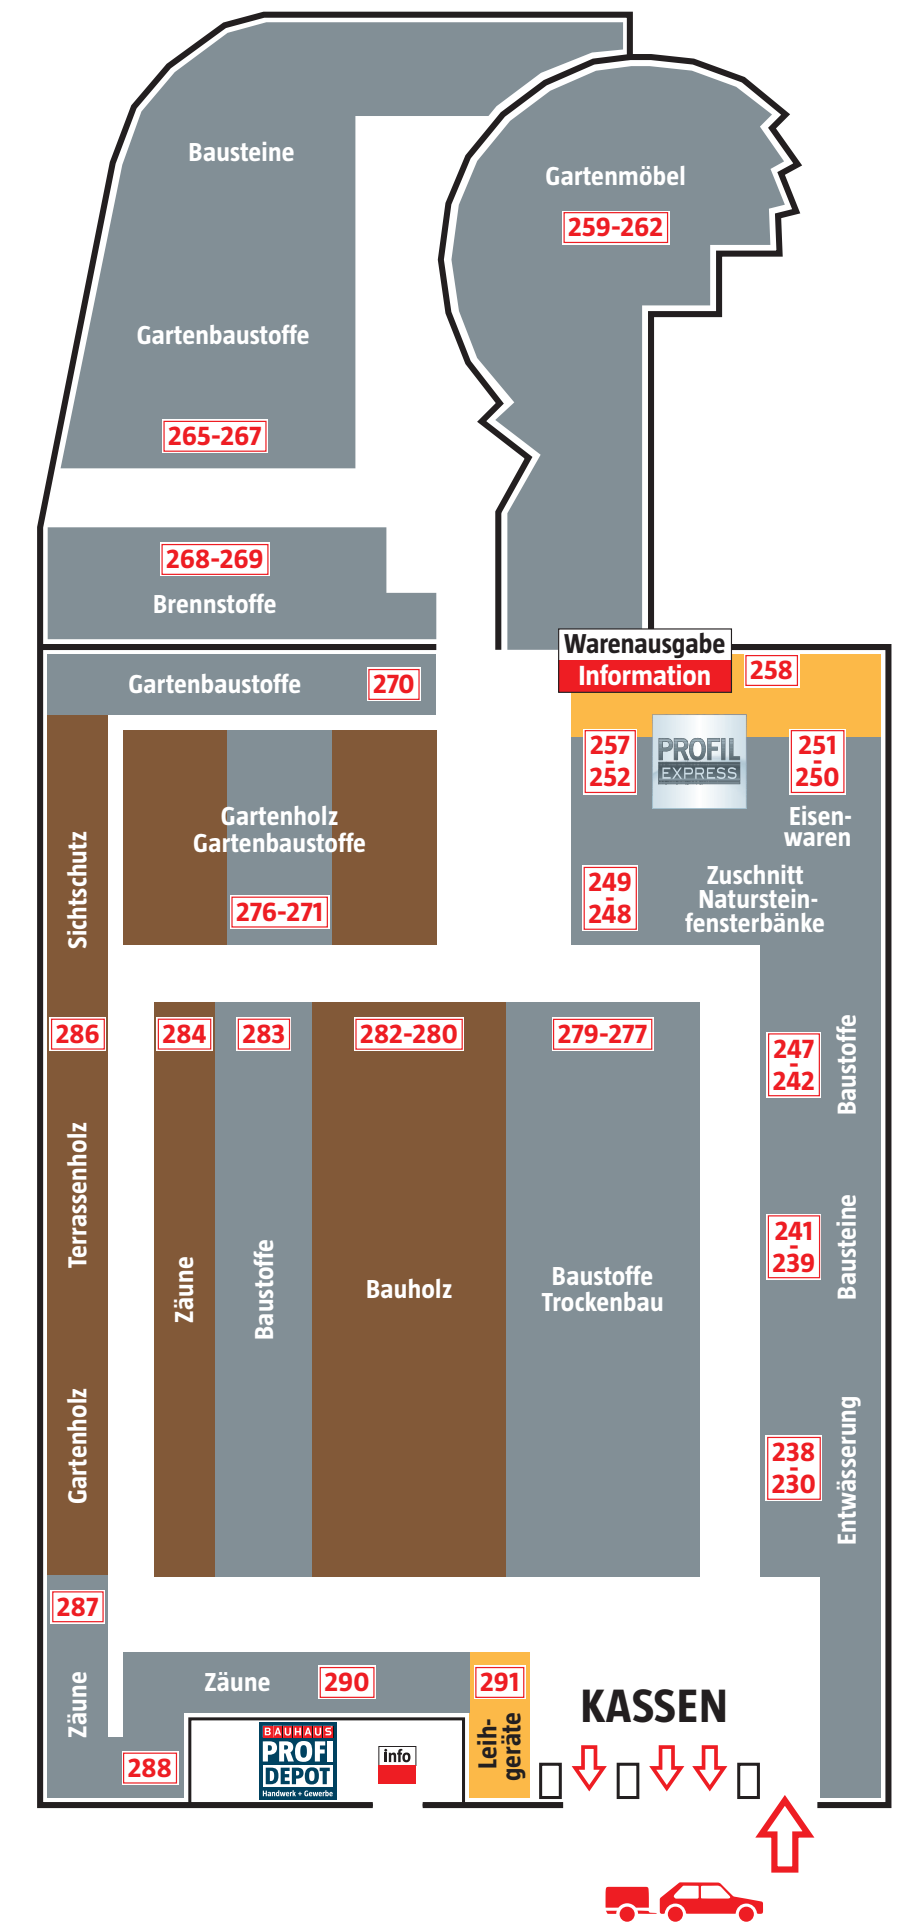 Bausteine
Gartenmöbel
259-262
Gartenbaustoffe
265-267
268-269
Brennstoffe
Warenausgabe
Information
258
Gartenbaustoffe
270
257
-
252
PROFIL
EXPRESS
251
-
250
Eisen-
waren
Gartenholz
Gartenbaustoffe
276-271
Sichtschutz
249
-
248
Zuschnitt
Naturstein-
fensterbänke
286
284
283
282-280
279-277
247
-
242
Baustoffe
Terrassenholz
241
-
239
Bausteine
Zäune
Baustoffe
Bauholz
Baustoffe
Trockenbau
Gartenholz
238
-
230
Entwässerung
287
Zäune
Zäune
290
291
Leih-
geräte
KASSEN
288
BAUHAUS
PROFI
DEPOT
Handwerk + Gewerbe
info